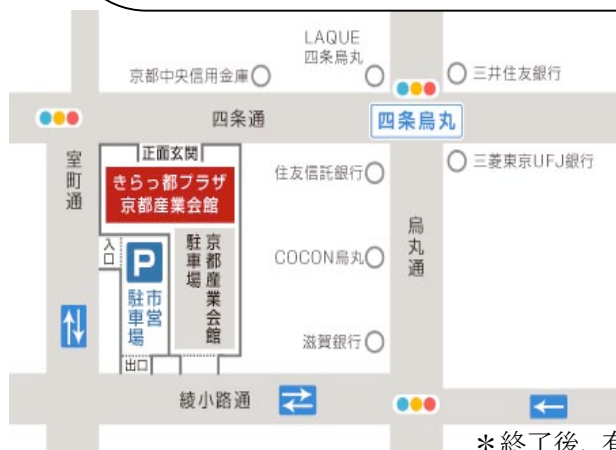 LAQUE
四条烏丸
京都中央信用金庫
三井住友銀行
四条通
四条烏丸
室町通
正面玄関
きらっ都プラザ
京都産業会館
住友信託銀行
三菱東京UFJ銀行
入口
P
市営
駐車場
京都産業会館
駐車場
COCON烏丸
烏丸通
滋賀銀行
出口
綾小路通
*終了後、有